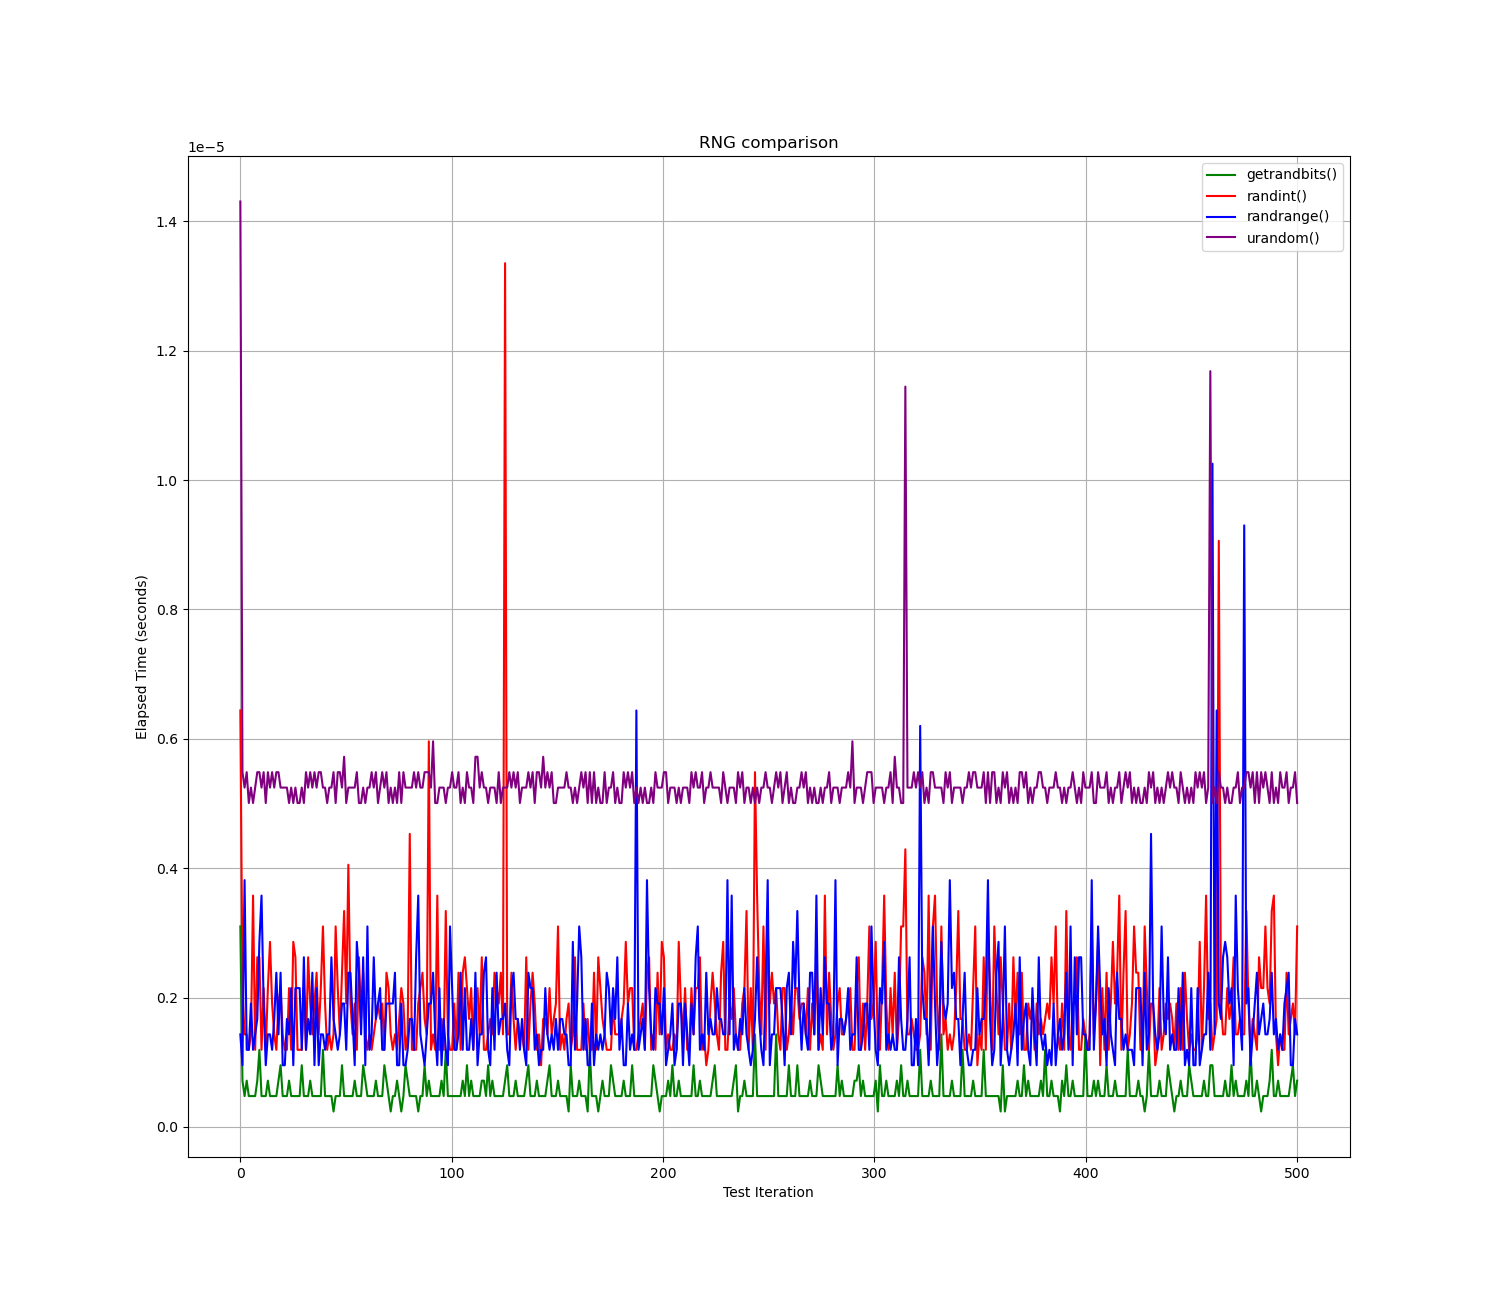 RNG comparison
1e−5
getrandbits()
randint()
randrange()
urandom()
1.4
1.2
1.0
0.8
0.6
0.4
0.2
0.0
Elapsed Time (seconds)
0 100 200 300 400 500
Test Iteration